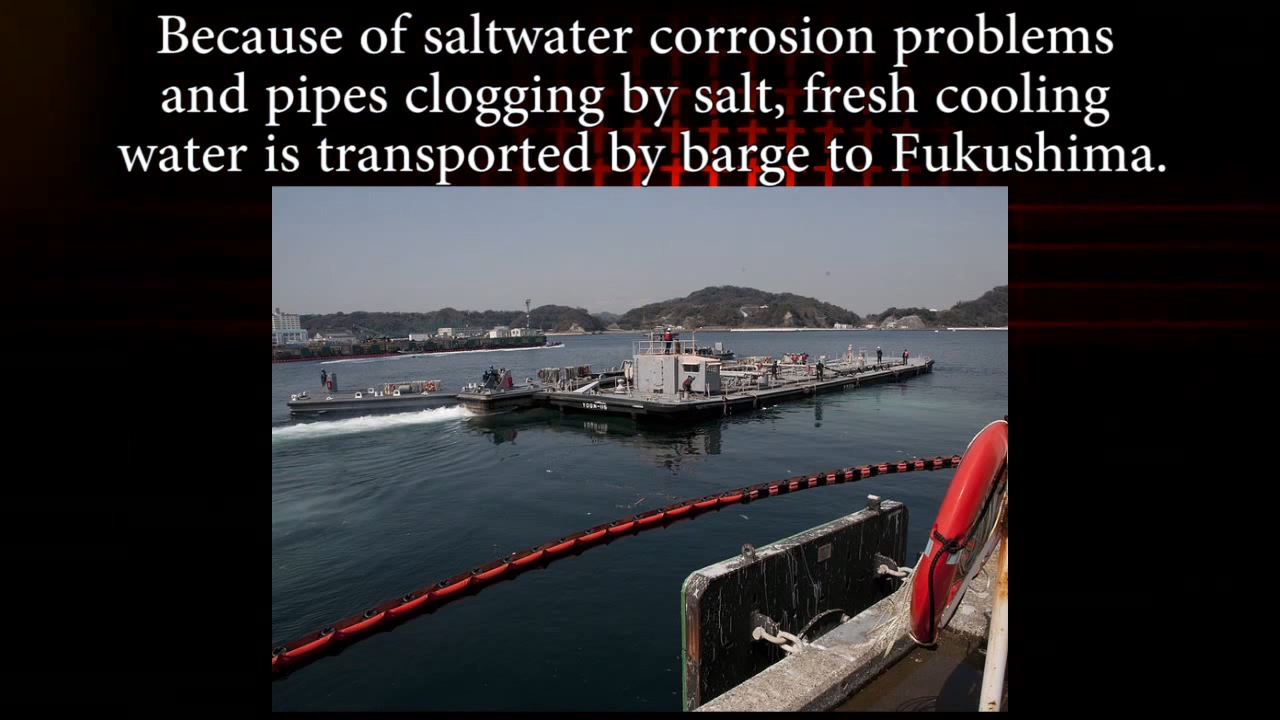 Because of saltwater corrosion problems
and pipes clogging by salt, fresh cooling
water is transported by barge to Fukushima.